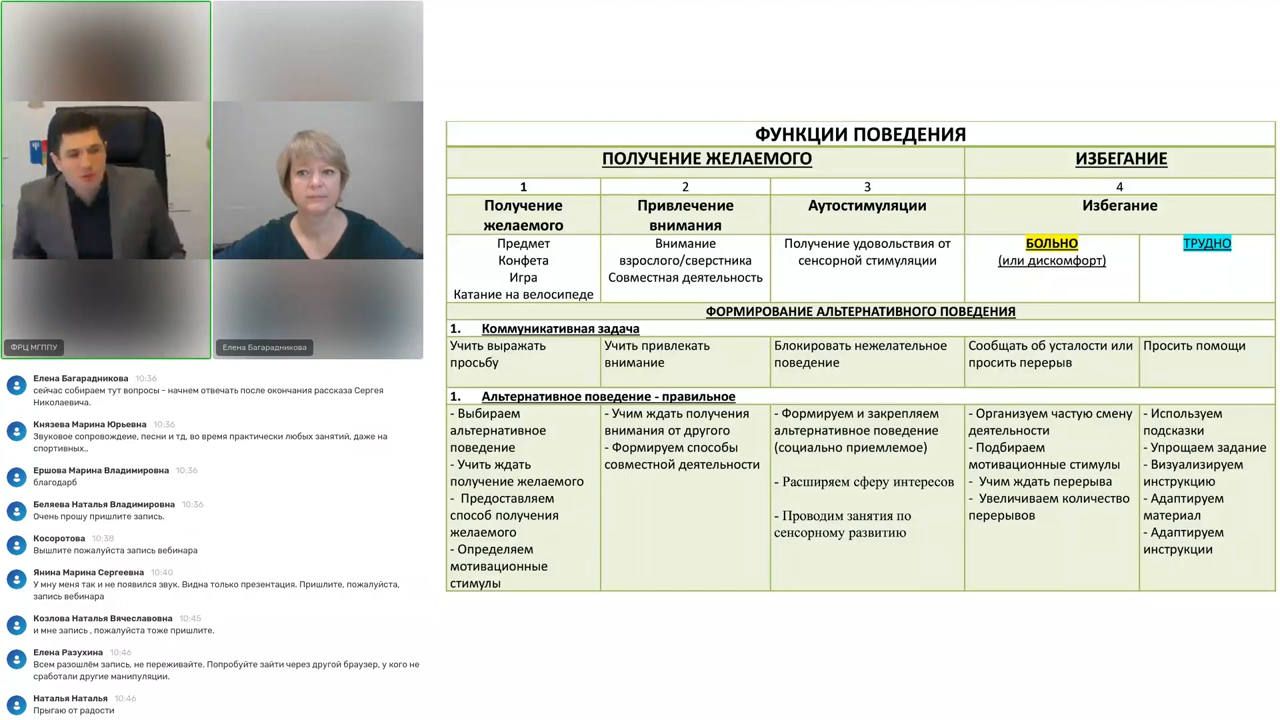 ФРЦ МГППУ
Елена Багарадникова
Елена Багарадникова 10:36
сейчас собираем тут вопросы - начнем отвечать после окончания рассказа Сергея
Николаевича.
Князева Марина Юрьевна 10:36
Звуковое сопровождеие, песни и тд, во время практически любых занятий, даже на
спортивных..
Ершова Марина Владимировна 10:36
благодарб
Беляева Наталья Владимировна 10:36
Очень прошу пришлите запись.
Косоротова 10:38
Вышлите пожалуйста запись вебинара
Янина Марина Сергеевна 10:40
У мну меня так и не появился звук. Видна только презентация. Пришлите, пожалуйста,
запись вебинара
Козлова Наталья Вячеславовна 10:45
и мне запись , пожалуйста тоже пришлите.
Елена Разухина 10:46
Всем разошлём запись, не переживайте. Попробуйте зайти через другой браузер, у кого не
сработали другие манипуляции.
Наталья Наталья 10:46
Прыгаю от радости
ФУНКЦИИ ПОВЕДЕНИЯ
ПОЛУЧЕНИЕ ЖЕЛАЕМОГО
ИЗБЕГАНИЕ
1
2
3
4
Получение
желаемого
Привлечение
внимания
Аутостимуляции
Избегание
Предмет
Конфета
Игра
Катание на велосипеде
Внимание
взрослого/сверстника
Совместная деятельность
Получение удовольствия от
сенсорной стимуляции
БОЛЬНО
(или дискомфорт)
ТРУДНО
ФОРМИРОВАНИЕ АЛЬТЕРНАТИВНОГО ПОВЕДЕНИЯ
1. Коммуникативная задача
Учить выражать
просьбу
Учить привлекать
внимание
Блокировать нежелательное
поведение
Сообщать об усталости или
просить перерыв
Просить помощи
1. Альтернативное поведение - правильное
- Выбираем
альтернативное
поведение
- Учить ждать
получение желаемого
- Предоставляем
способ получения
желаемого
- Определяем
мотивационные
стимулы
- Учим ждать получения
внимания от другого
- Формируем способы
совместной деятельности
- Формируем и закрепляем
альтернативное поведение
(социально приемлемое)
- Расширяем сферу интересов
- Проводим занятия по
сенсорному развитию
- Организуем частую смену
деятельности
- Подбираем
мотивационные стимулы
- Учим ждать перерыва
- Увеличиваем количество
перерывов
- Используем
подсказки
- Упрощаем задание
- Визуализируем
инструкцию
- Адаптируем
материал
- Адаптируем
инструкции